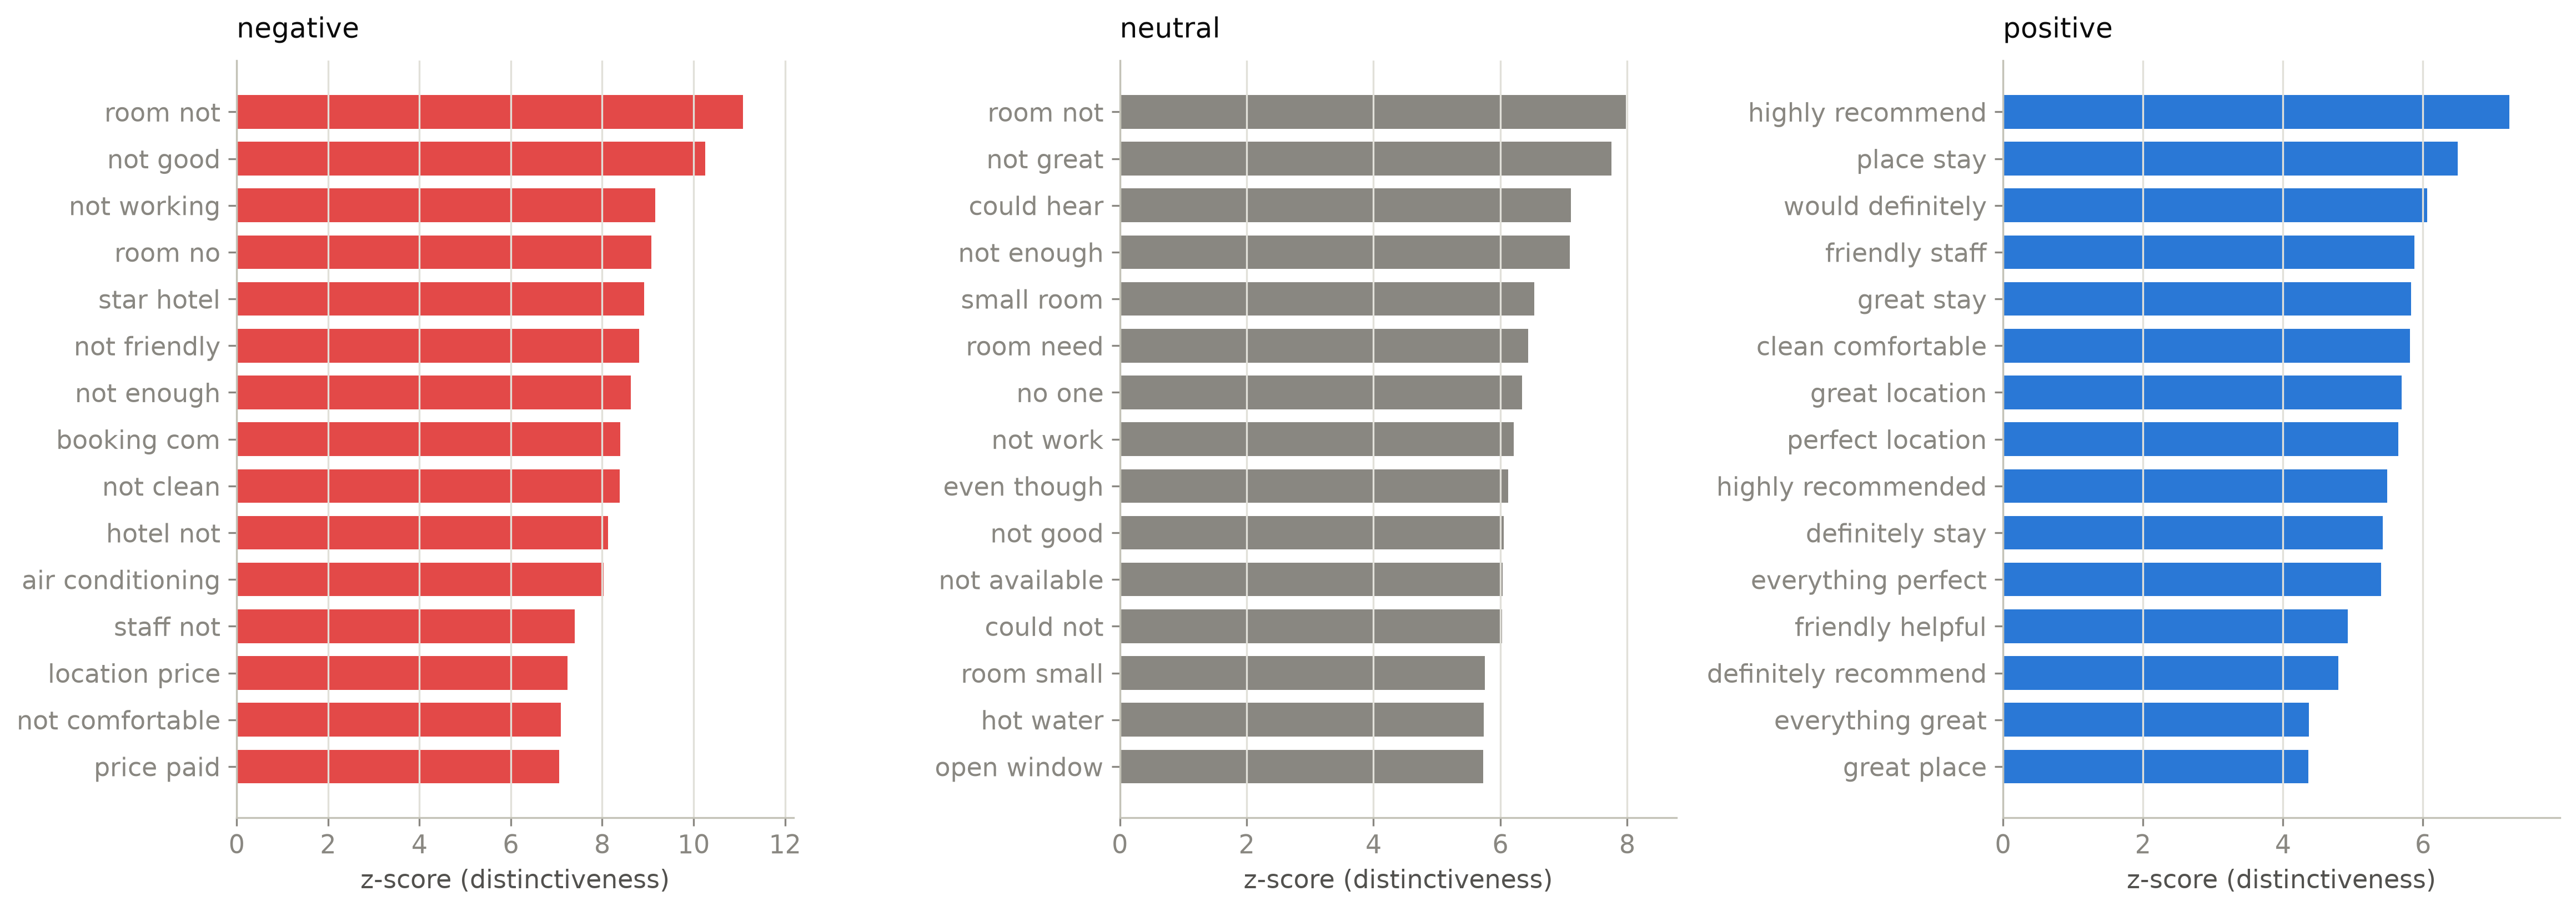 negative
room not
not good
not working
room no
star hotel
not friendly
not enough
booking com
not clean
hotel not
air conditioning
staff not
location price
not comfortable
price paid
0 2 4 6 8 10 12
z-score (distinctiveness)
neutral
room not
not great
could hear
not enough
small room
room need
no one
not work
even though
not good
not available
could not
room small
hot water
open window
0 2 4 6 8
z-score (distinctiveness)
positive
highly recommend
place stay
would definitely
friendly staff
great stay
clean comfortable
great location
perfect location
highly recommended
definitely stay
everything perfect
friendly helpful
definitely recommend
everything great
great place
0 2 4 6
z-score (distinctiveness)